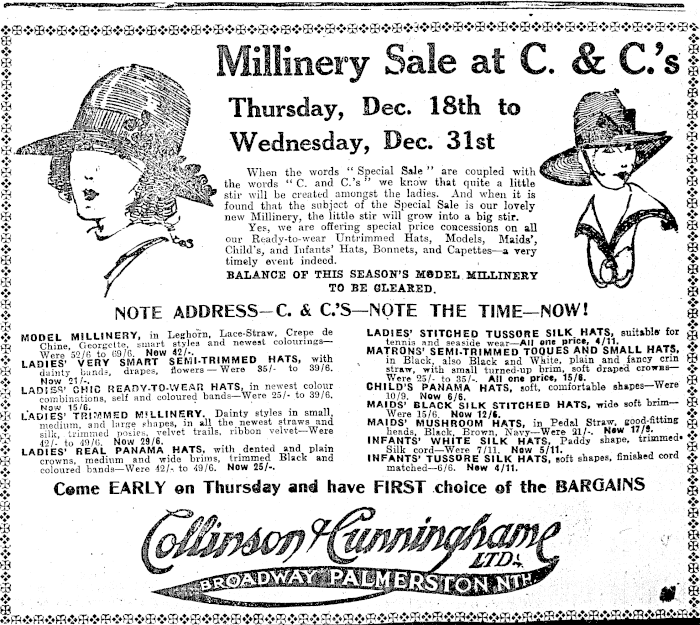 Millinery Sale at C. & C.'s
Thursday, Dec. 18th to
Wednesday, Dec. 31st
When the words "Special Sale" are coupled with
the words "C. and C.'s" we know that quite a little
stir will be created amongst the ladies. And when it is
found that the subject of the Special Sale is our lovely
new Millinery, the little stir will grow into a big stir.
Yes, we are offering special price concessions on all
our Ready-to-wear Untrimmed Hats, Models, Maids',
Child's, and Infants' Hats, Bonnets, and Capettes—a very
timely event indeed.
BALANCE OF THIS SEASON'S MODEL MILLINERY
TO BE CLEARED.
NOTE ADDRESS—C. & C.'S—NOTE THE TIME—NOW!
MODEL MILLINERY, in Leghorn, Lace-Straw, Crepe de
Chine, Georgette, smart styles and newest colourings—
Were 52/6 to 69/6. Now 42/-.
LADIES' VERY SMART SEMI-TRIMMED HATS, with
dainty bands, drapes, flowers—Were 35/- to 39/6.
Now 21/-.
LADIES' CHIC READY-TO-WEAR HATS, in newest colour
combinations, self and coloured bands—Were 25/- to 39/6.
Now 15/6.
LADIES' TRIMMED MILLINERY. Dainty styles in small,
medium, and large shapes, in all the newest straws and
silk, trimmed posies, velvet trails, ribbon velvet—Were
42/- to 49/6. Now 29/6.
LADIES' REAL PANAMA HATS, with dented and plain
crowns, medium and wide brims, trimmed Black and
coloured bands—Were 42/- to 49/6. Now 25/-.
LADIES' STITCHED TUSSORE SILK HATS, suitable for
tennis and seaside wear—All one price, 4/11.
MATRONS' SEMI-TRIMMED TOQUES AND SMALL HATS,
in Black, also Black and White, plain and fancy crin
straw, with small turned-up brim, soft draped crowns—
Were 25/- to 35/-. All one price, 15/6.
CHILD'S PANAMA HATS, soft, comfortable shapes—Were
10/9. Now 6/6.
MAIDS' BLACK SILK STITCHED HATS, wide soft brim—
Were 15/6. Now 12/6.
MAIDS' MUSHROOM HATS, in Pedal Straw, good-fitting
heads, Black, Brown, Navy—Were 21/-. Now 17/9.
INFANTS' WHITE SILK HATS, Paddy shape, trimmed
Silk cord—Were 7/11. Now 5/11.
INFANTS' TUSSORE SILK HATS, soft shapes, finished cord
matched—6/6. Now 4/11.
Come EARLY on Thursday and have FIRST choice of the BARGAINS
Collinson & Cunninghame
LTD.
BROADWAY PALMERSTON NTH.